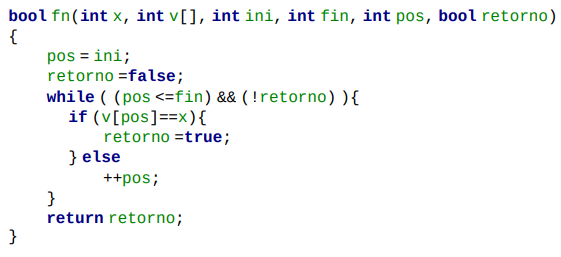 bool fn(int x, int v[], int ini, int fin, int pos, bool retorno)
{
pos = ini;
retorno =false;
while ( (pos <=fin) && (!retorno) ){
if (v[pos]==x){
retorno =true;
} else
++pos;
}
return retorno;
}